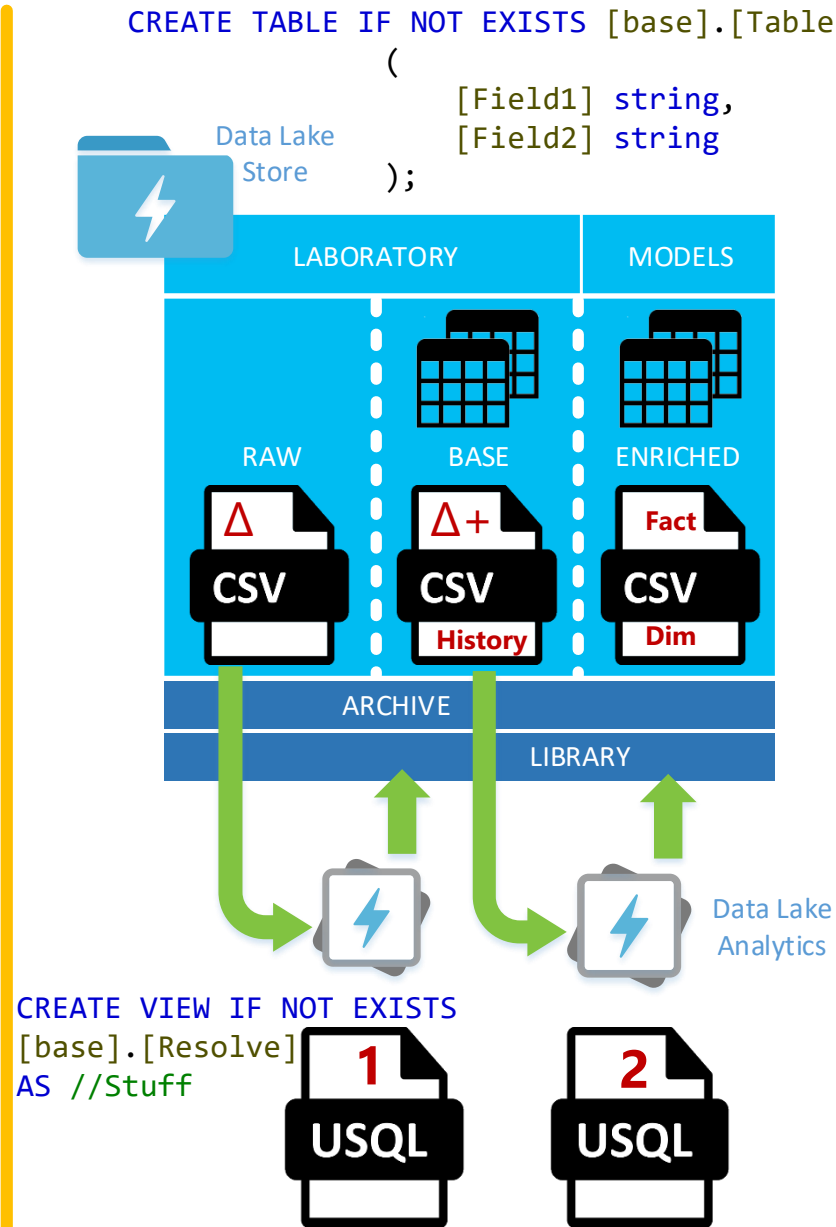 CREATE TABLE IF NOT EXISTS [base].[Table
(
[Field1] string,
[Field2] string
);
Data Lake
Store
LABORATORY
MODELS
RAW
BASE
ENRICHED
Δ
CSV
Δ+
CSV
History
Fact
CSV
Dim
ARCHIVE
LIBRARY
Data Lake
Analytics
CREATE VIEW IF NOT EXISTS
[base].[Resolve]
AS //Stuff
1
USQL
2
USQL